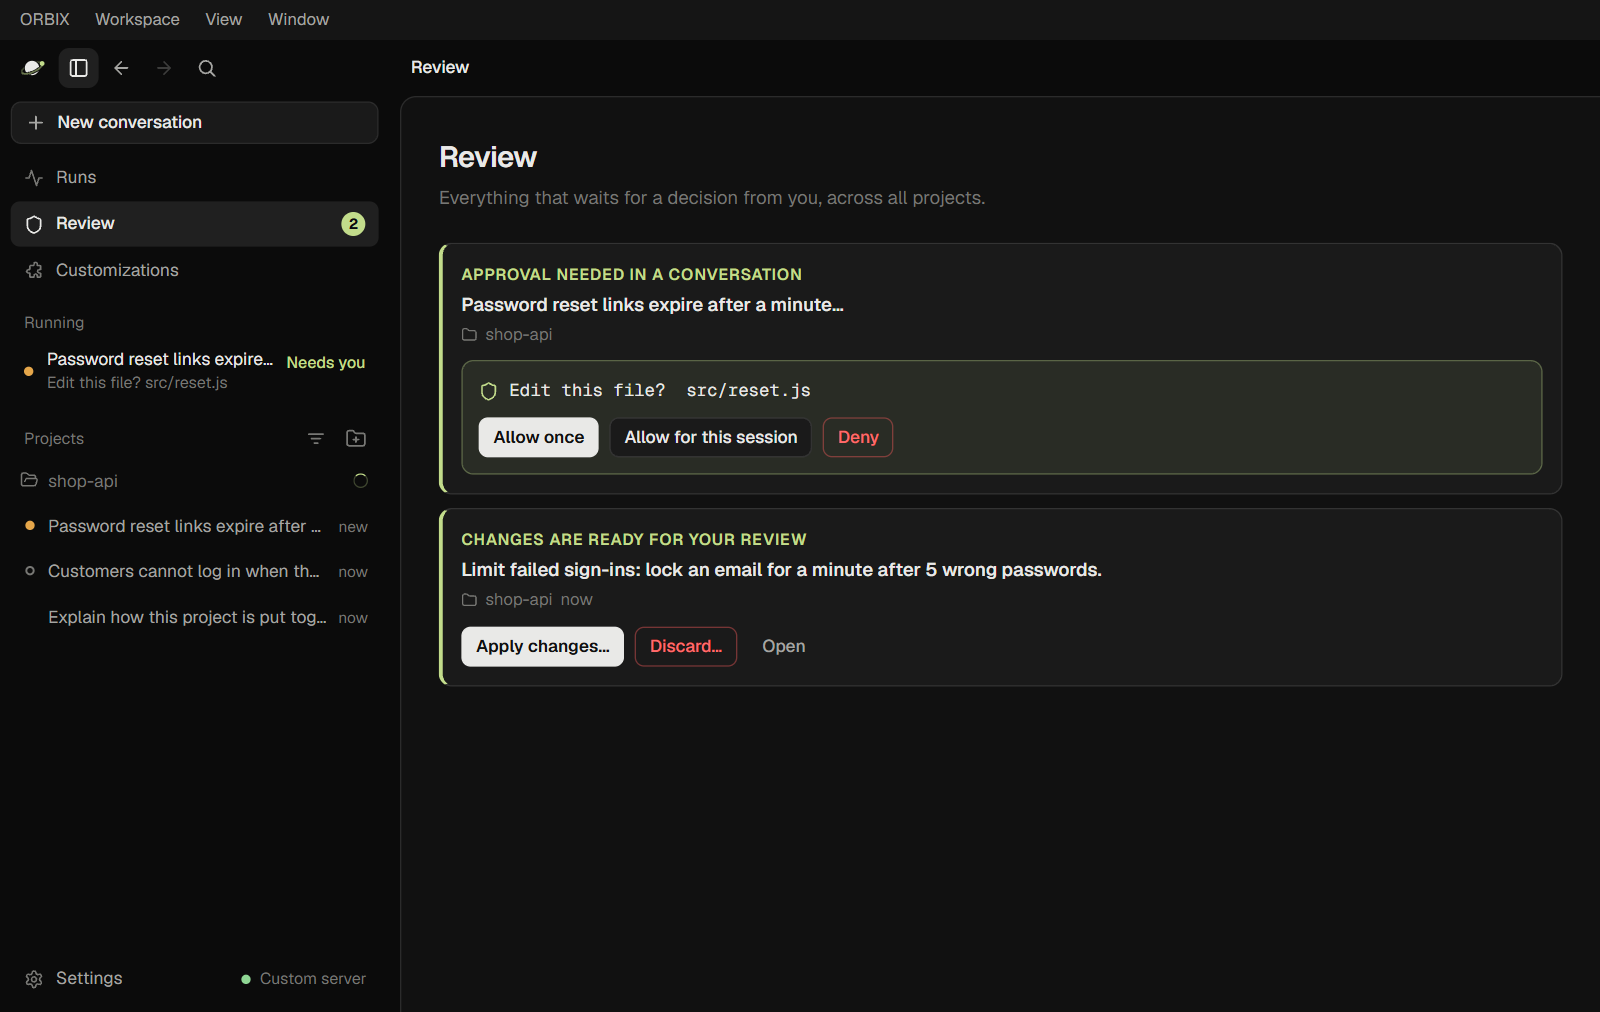 ORBIX Workspace View Window
Review
New conversation
Runs
Review 2
Customizations
Running
Password reset links expire... Needs you
Edit this file? src/reset.js
Projects
shop-api
Password reset links expire after ... new
Customers cannot log in when th... now
Explain how this project is put tog... now
Settings Custom server
Review
Everything that waits for a decision from you, across all projects.
APPROVAL NEEDED IN A CONVERSATION
Password reset links expire after a minute...
shop-api
Edit this file? src/reset.js
Allow once Allow for this session Deny
CHANGES ARE READY FOR YOUR REVIEW
Limit failed sign-ins: lock an email for a minute after 5 wrong passwords.
shop-api now
Apply changes... Discard... Open